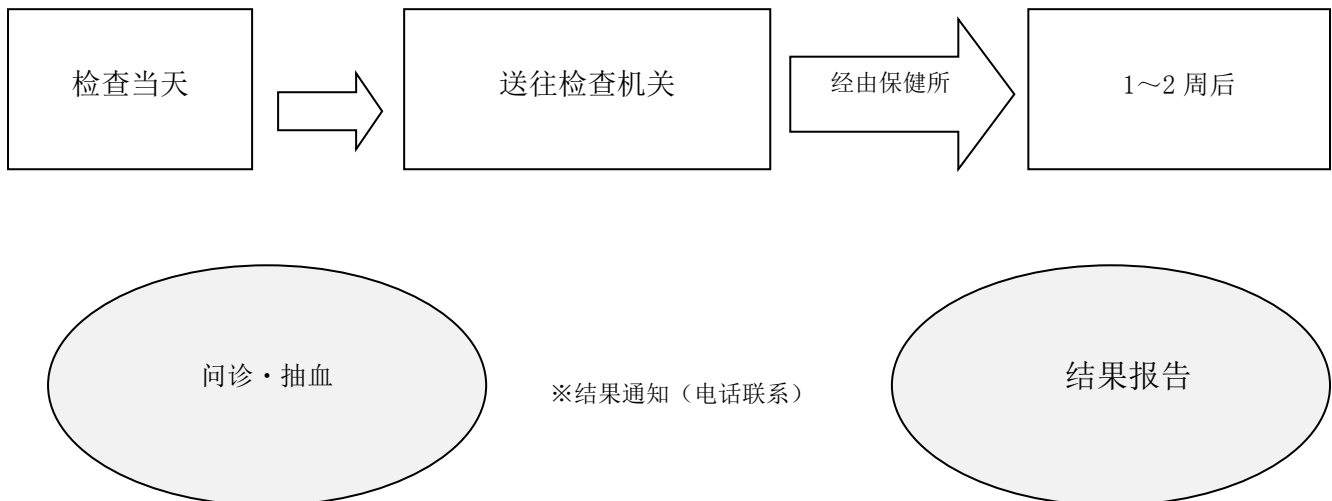 检查当天
送往检查机关
经由保健所
1～2 周后
问诊・抽血
※结果通知（电话联系）
结果报告